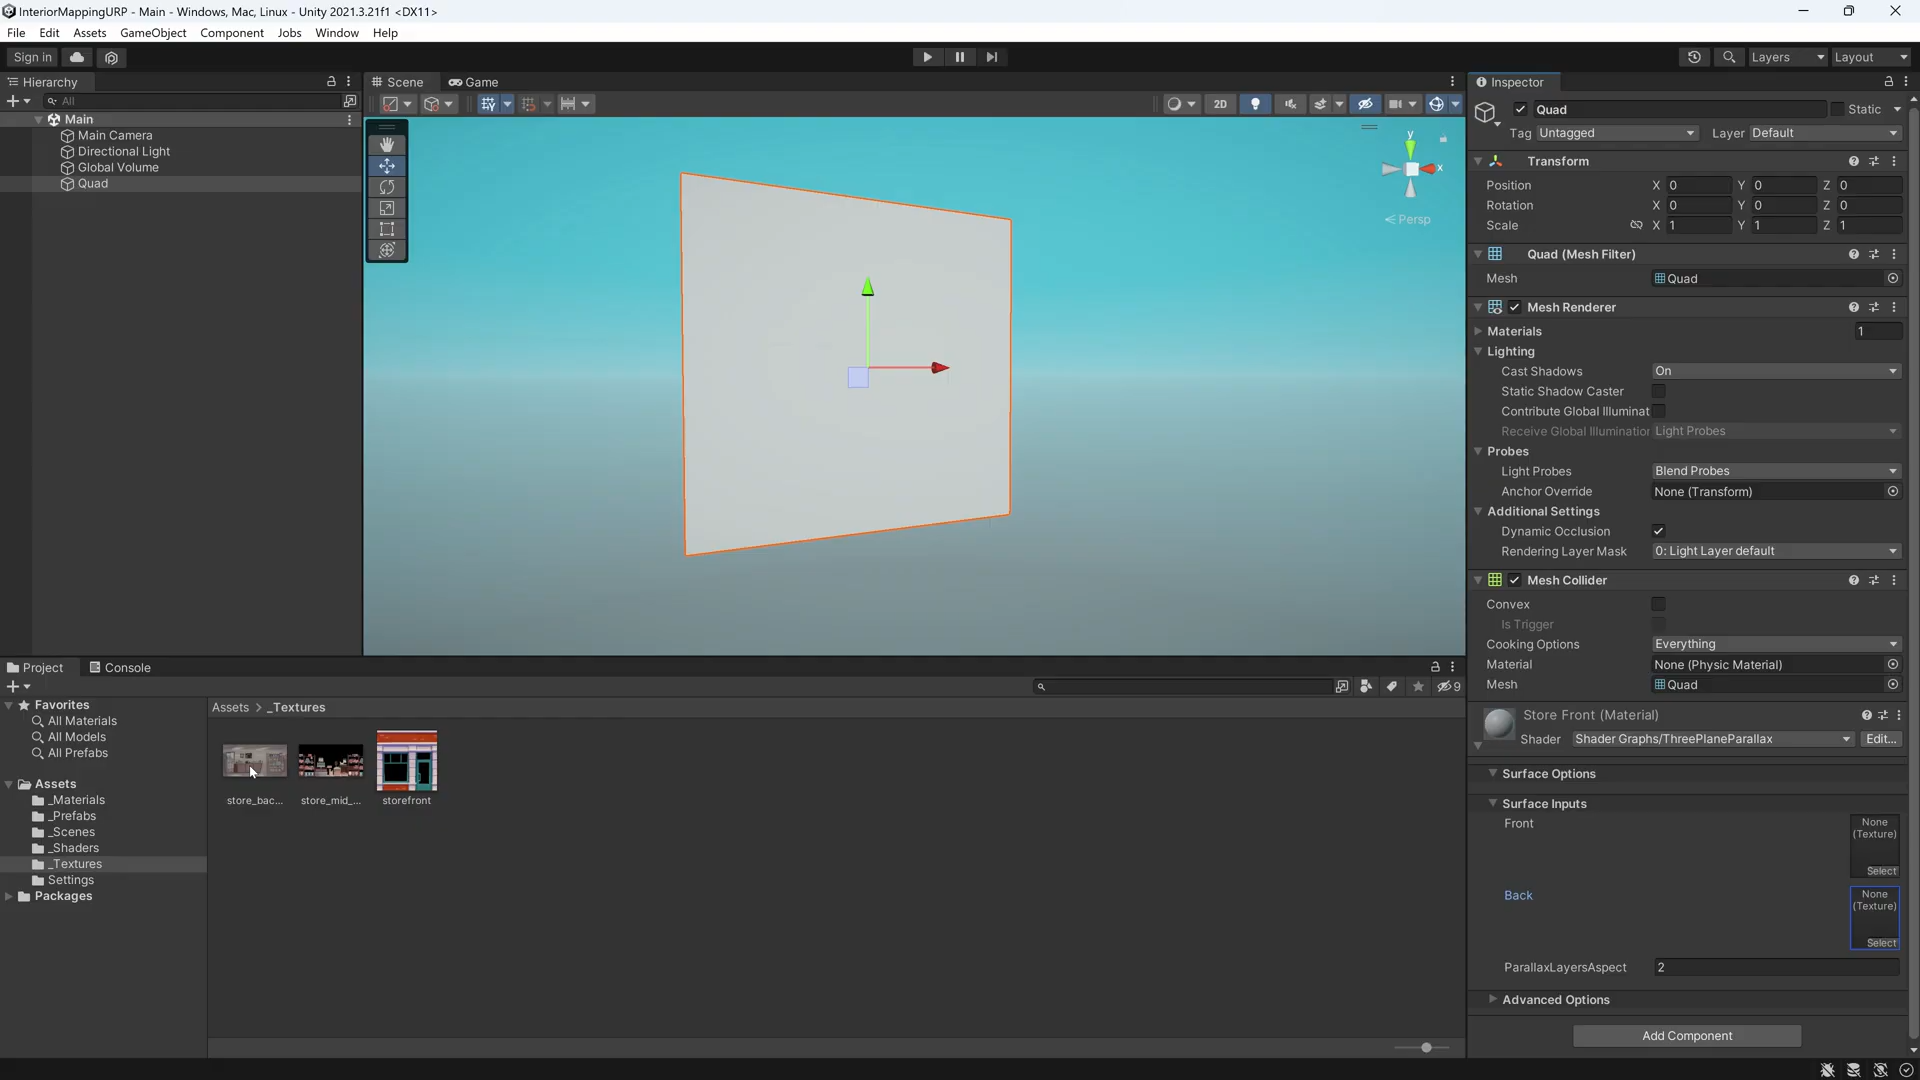 InteriorMappingURP - Main - Windows, Mac, Linux - Unity 2021.3.21f1 <DX11>
File Edit Assets GameObject Component Jobs Window Help
Sign in
Layers Layout
Hierarchy
All
Main
Main Camera
Directional Light
Global Volume
Quad
Scene Game
2D
y
x
Persp
Inspector
Quad Static
Tag Untagged Layer Default
Transform
Position X 0 Y 0 Z 0
Rotation X 0 Y 0 Z 0
Scale X 1 Y 1 Z 1
Quad (Mesh Filter)
Mesh Quad
Mesh Renderer
Materials 1
Lighting
Cast Shadows On
Static Shadow Caster
Contribute Global Illuminat
Receive Global Illumination Light Probes
Probes
Light Probes Blend Probes
Anchor Override None (Transform)
Additional Settings
Dynamic Occlusion
Rendering Layer Mask 0: Light Layer default
Mesh Collider
Convex
Is Trigger
Cooking Options Everything
Material None (Physic Material)
Mesh Quad
Store Front (Material)
Shader Shader Graphs/ThreePlaneParallax Edit...
Surface Options
Surface Inputs
Front None (Texture) Select
Back None (Texture) Select
ParallaxLayersAspect 2
Advanced Options
Add Component
Project Console
9
Favorites
All Materials
All Models
All Prefabs
Assets
_Materials
_Prefabs
_Scenes
_Shaders
_Textures
Settings
Packages
Assets > _Textures
store_bac... store_mid_... storefront